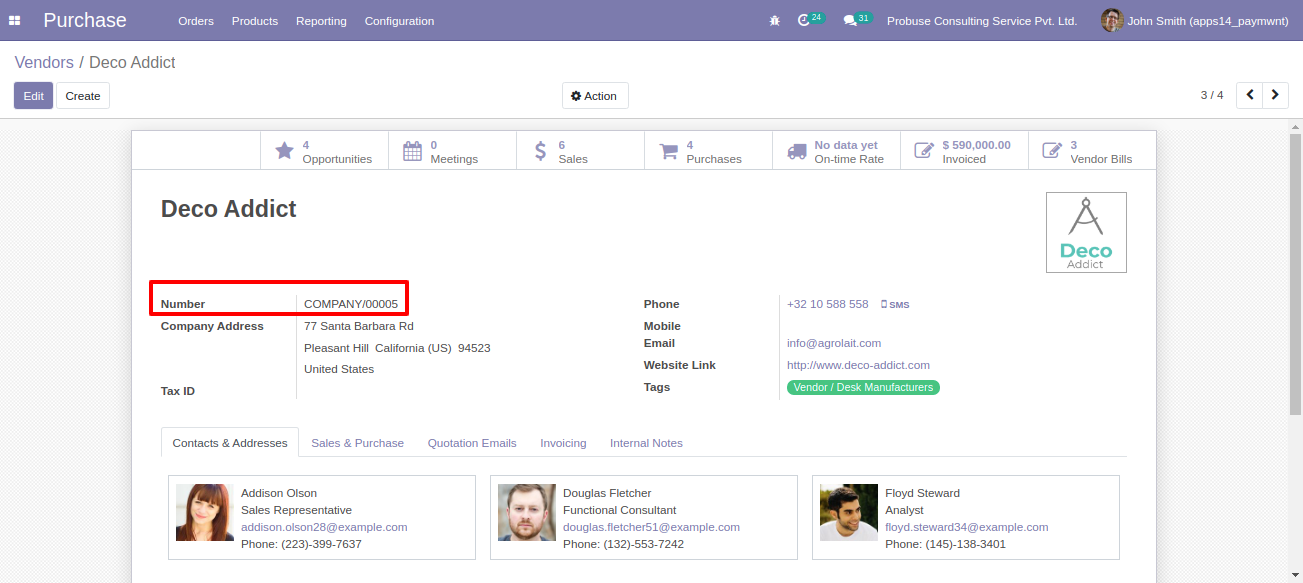 Purchase Orders Products Reporting Configuration 24 31 Probuse Consulting Service Pvt. Ltd. John Smith (apps14_paymwnt)
Vendors / Deco Addict
Edit Create Action 3 / 4
4 Opportunities
0 Meetings
6 Sales
4 Purchases
No data yet On-time Rate
$ 590,000.00 Invoiced
3 Vendor Bills
Deco Addict
Deco
Addict
Number COMPANY/00005
Company Address 77 Santa Barbara Rd
Pleasant Hill California (US) 94523
United States
Tax ID
Phone +32 10 588 558 SMS
Mobile
Email info@agrolait.com
Website Link http://www.deco-addict.com
Tags Vendor / Desk Manufacturers
Contacts & Addresses Sales & Purchase Quotation Emails Invoicing Internal Notes
Addison Olson
Sales Representative
addison.olson28@example.com
Phone: (223)-399-7637
Douglas Fletcher
Functional Consultant
douglas.fletcher51@example.com
Phone: (132)-553-7242
Floyd Steward
Analyst
floyd.steward34@example.com
Phone: (145)-138-3401